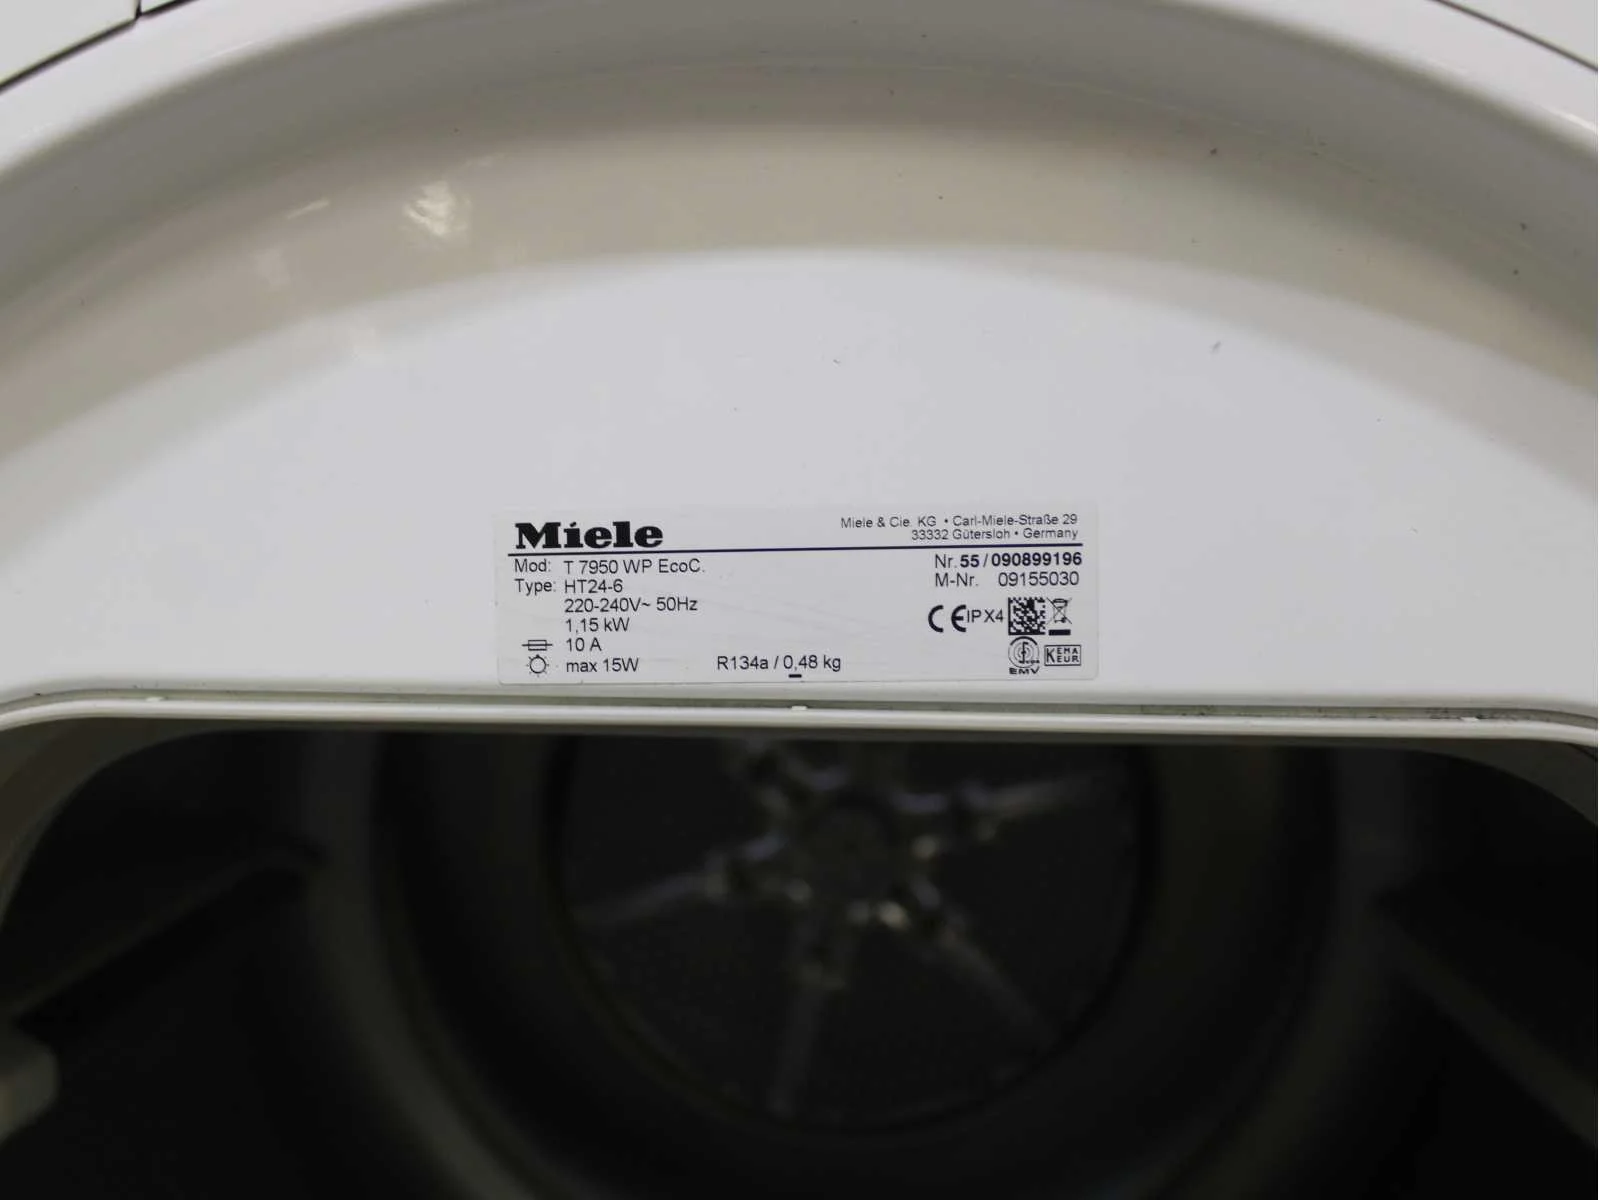 Miele
Miele & Cie. KG • Carl-Miele-Straße 29
33332 Gütersloh • Germany
Mod: T 7950 WP EcoC.
Nr. 55 / 090899196
Type: HT24-6
M-Nr. 09155030
220-240V~ 50Hz
1,15 kW
CE IPX4
10 A
max 15W
R134a / 0,48 kg
EMV
KEMA
EUR